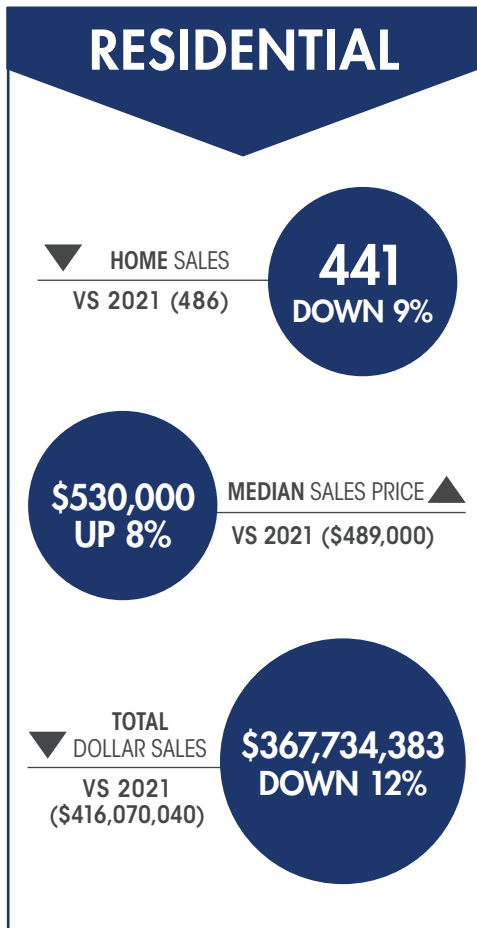 RESIDENTIAL
HOME SALES
VS 2021 (486)
441
DOWN 9%
$530,000
UP 8%
MEDIAN SALES PRICE
VS 2021 ($489,000)
TOTAL
DOLLAR SALES
VS 2021
($416,070,040)
$367,734,383
DOWN 12%